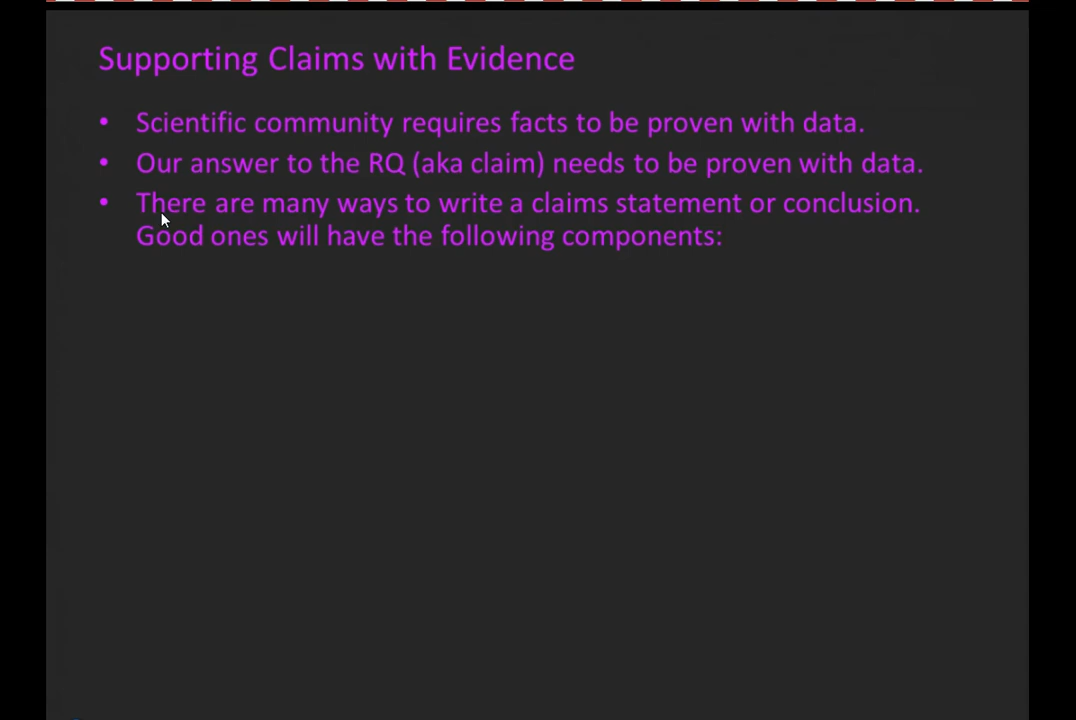 Supporting Claims with Evidence
• Scientific community requires facts to be proven with data.
• Our answer to the RQ (aka claim) needs to be proven with data.
• There are many ways to write a claims statement or conclusion.
Good ones will have the following components: